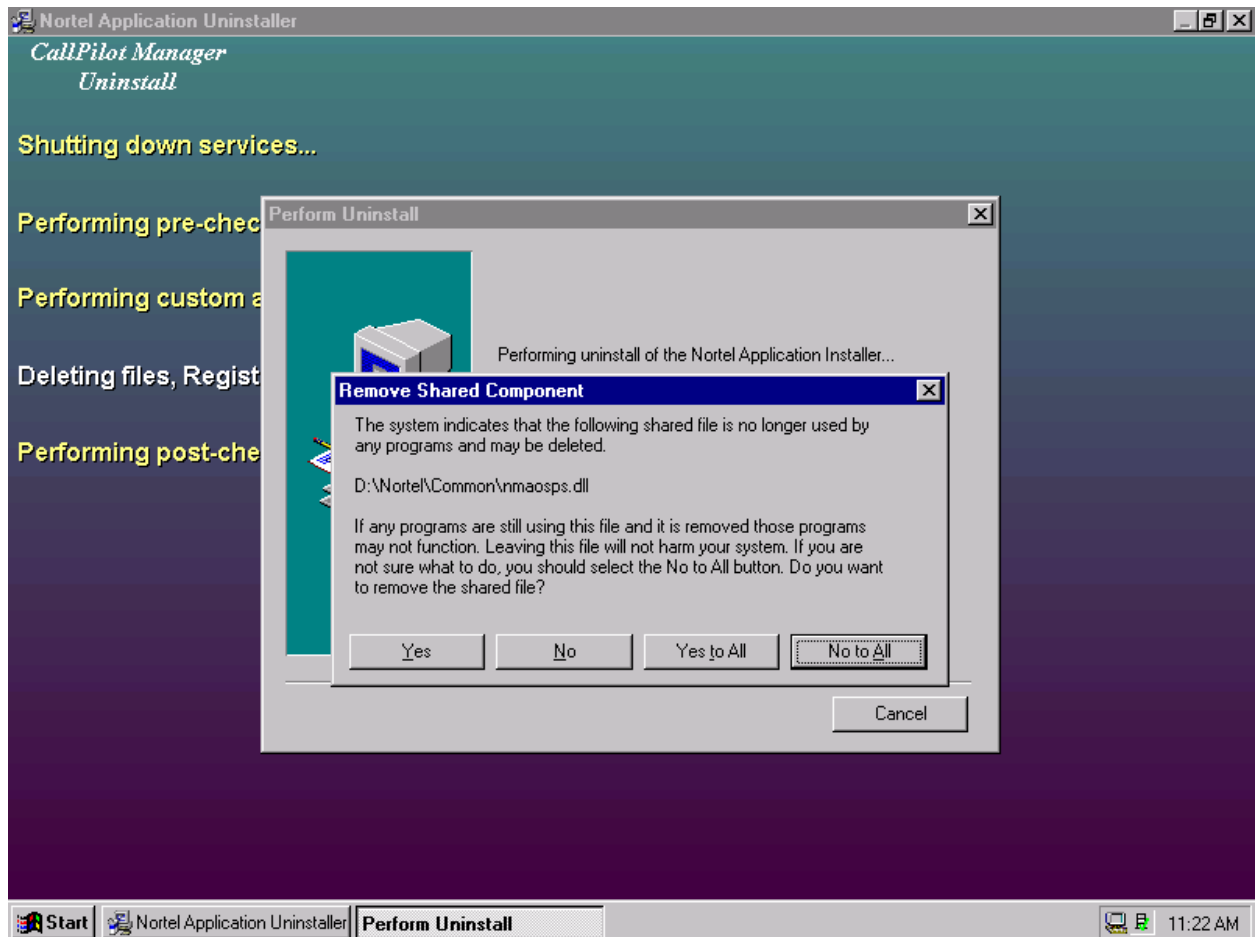 Nortel Application Uninstaller
CallPilot Manager
Uninstall
Shutting down services...
Performing pre-chec
Performing custom a
Deleting files, Regist
Performing post-che
Perform Uninstall
Performing uninstall of the Nortel Application Installer...
Remove Shared Component
The system indicates that the following shared file is no longer used by
any programs and may be deleted.
D:\Nortel\Common\nmaosps.dll
If any programs are still using this file and it is removed those programs
may not function. Leaving this file will not harm your system. If you are
not sure what to do, you should select the No to All button. Do you want
to remove the shared file?
Yes
No
Yes to All
No to All
Cancel
Start
Nortel Application Uninstaller
Perform Uninstall
11:22 AM